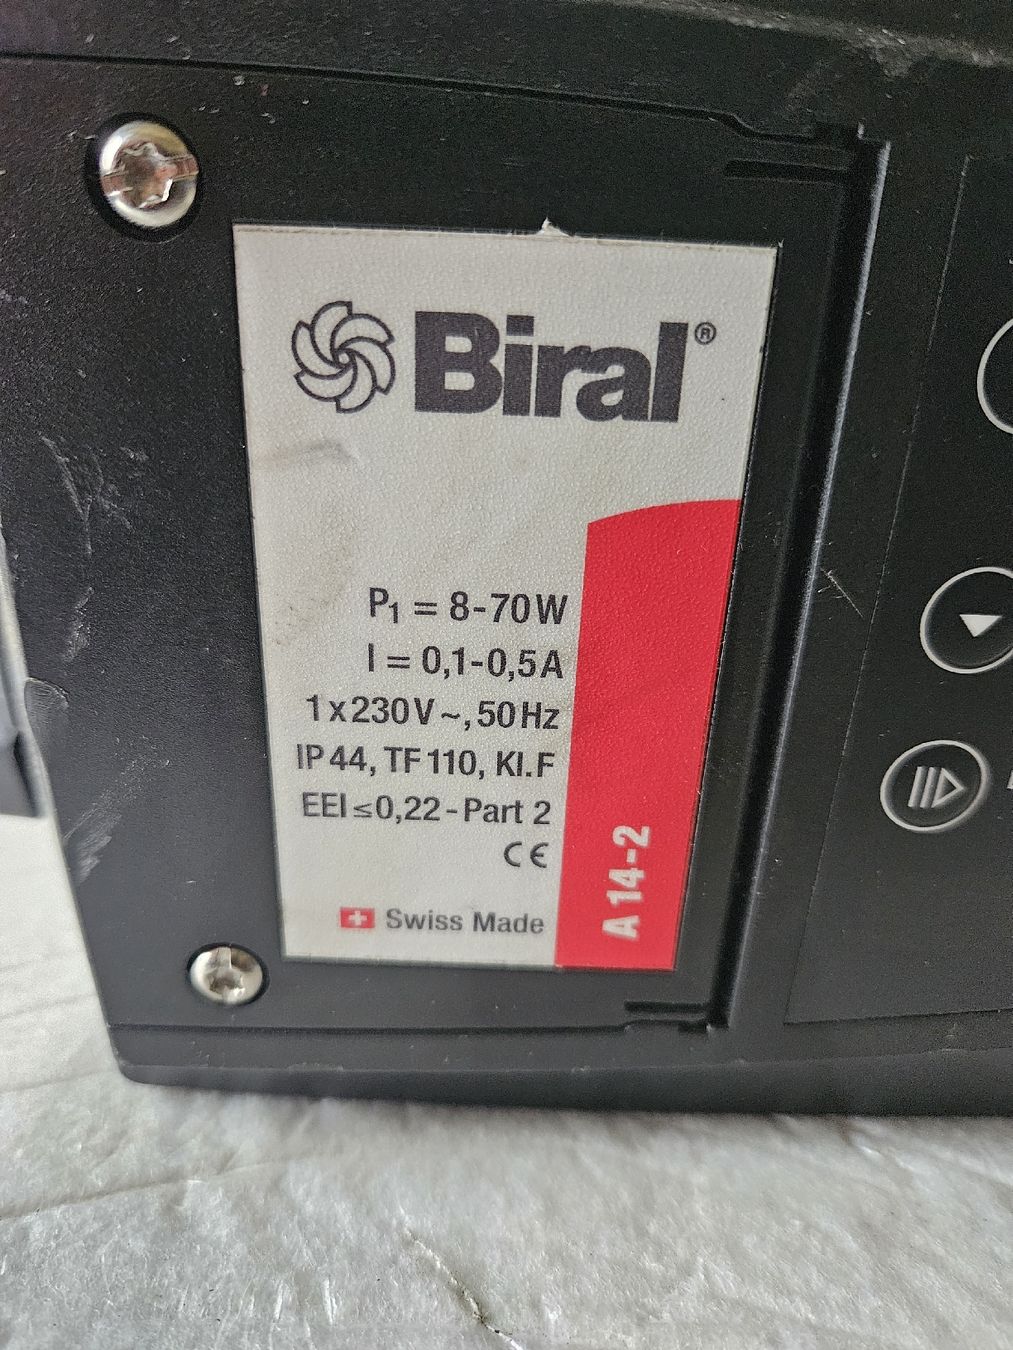 Biral®
P₁ = 8-70W
I = 0,1-0,5A
1x230V~, 50Hz
IP44, TF110, Kl.F
EEI≤0,22-Part 2
CE
Swiss Made
A 14-2